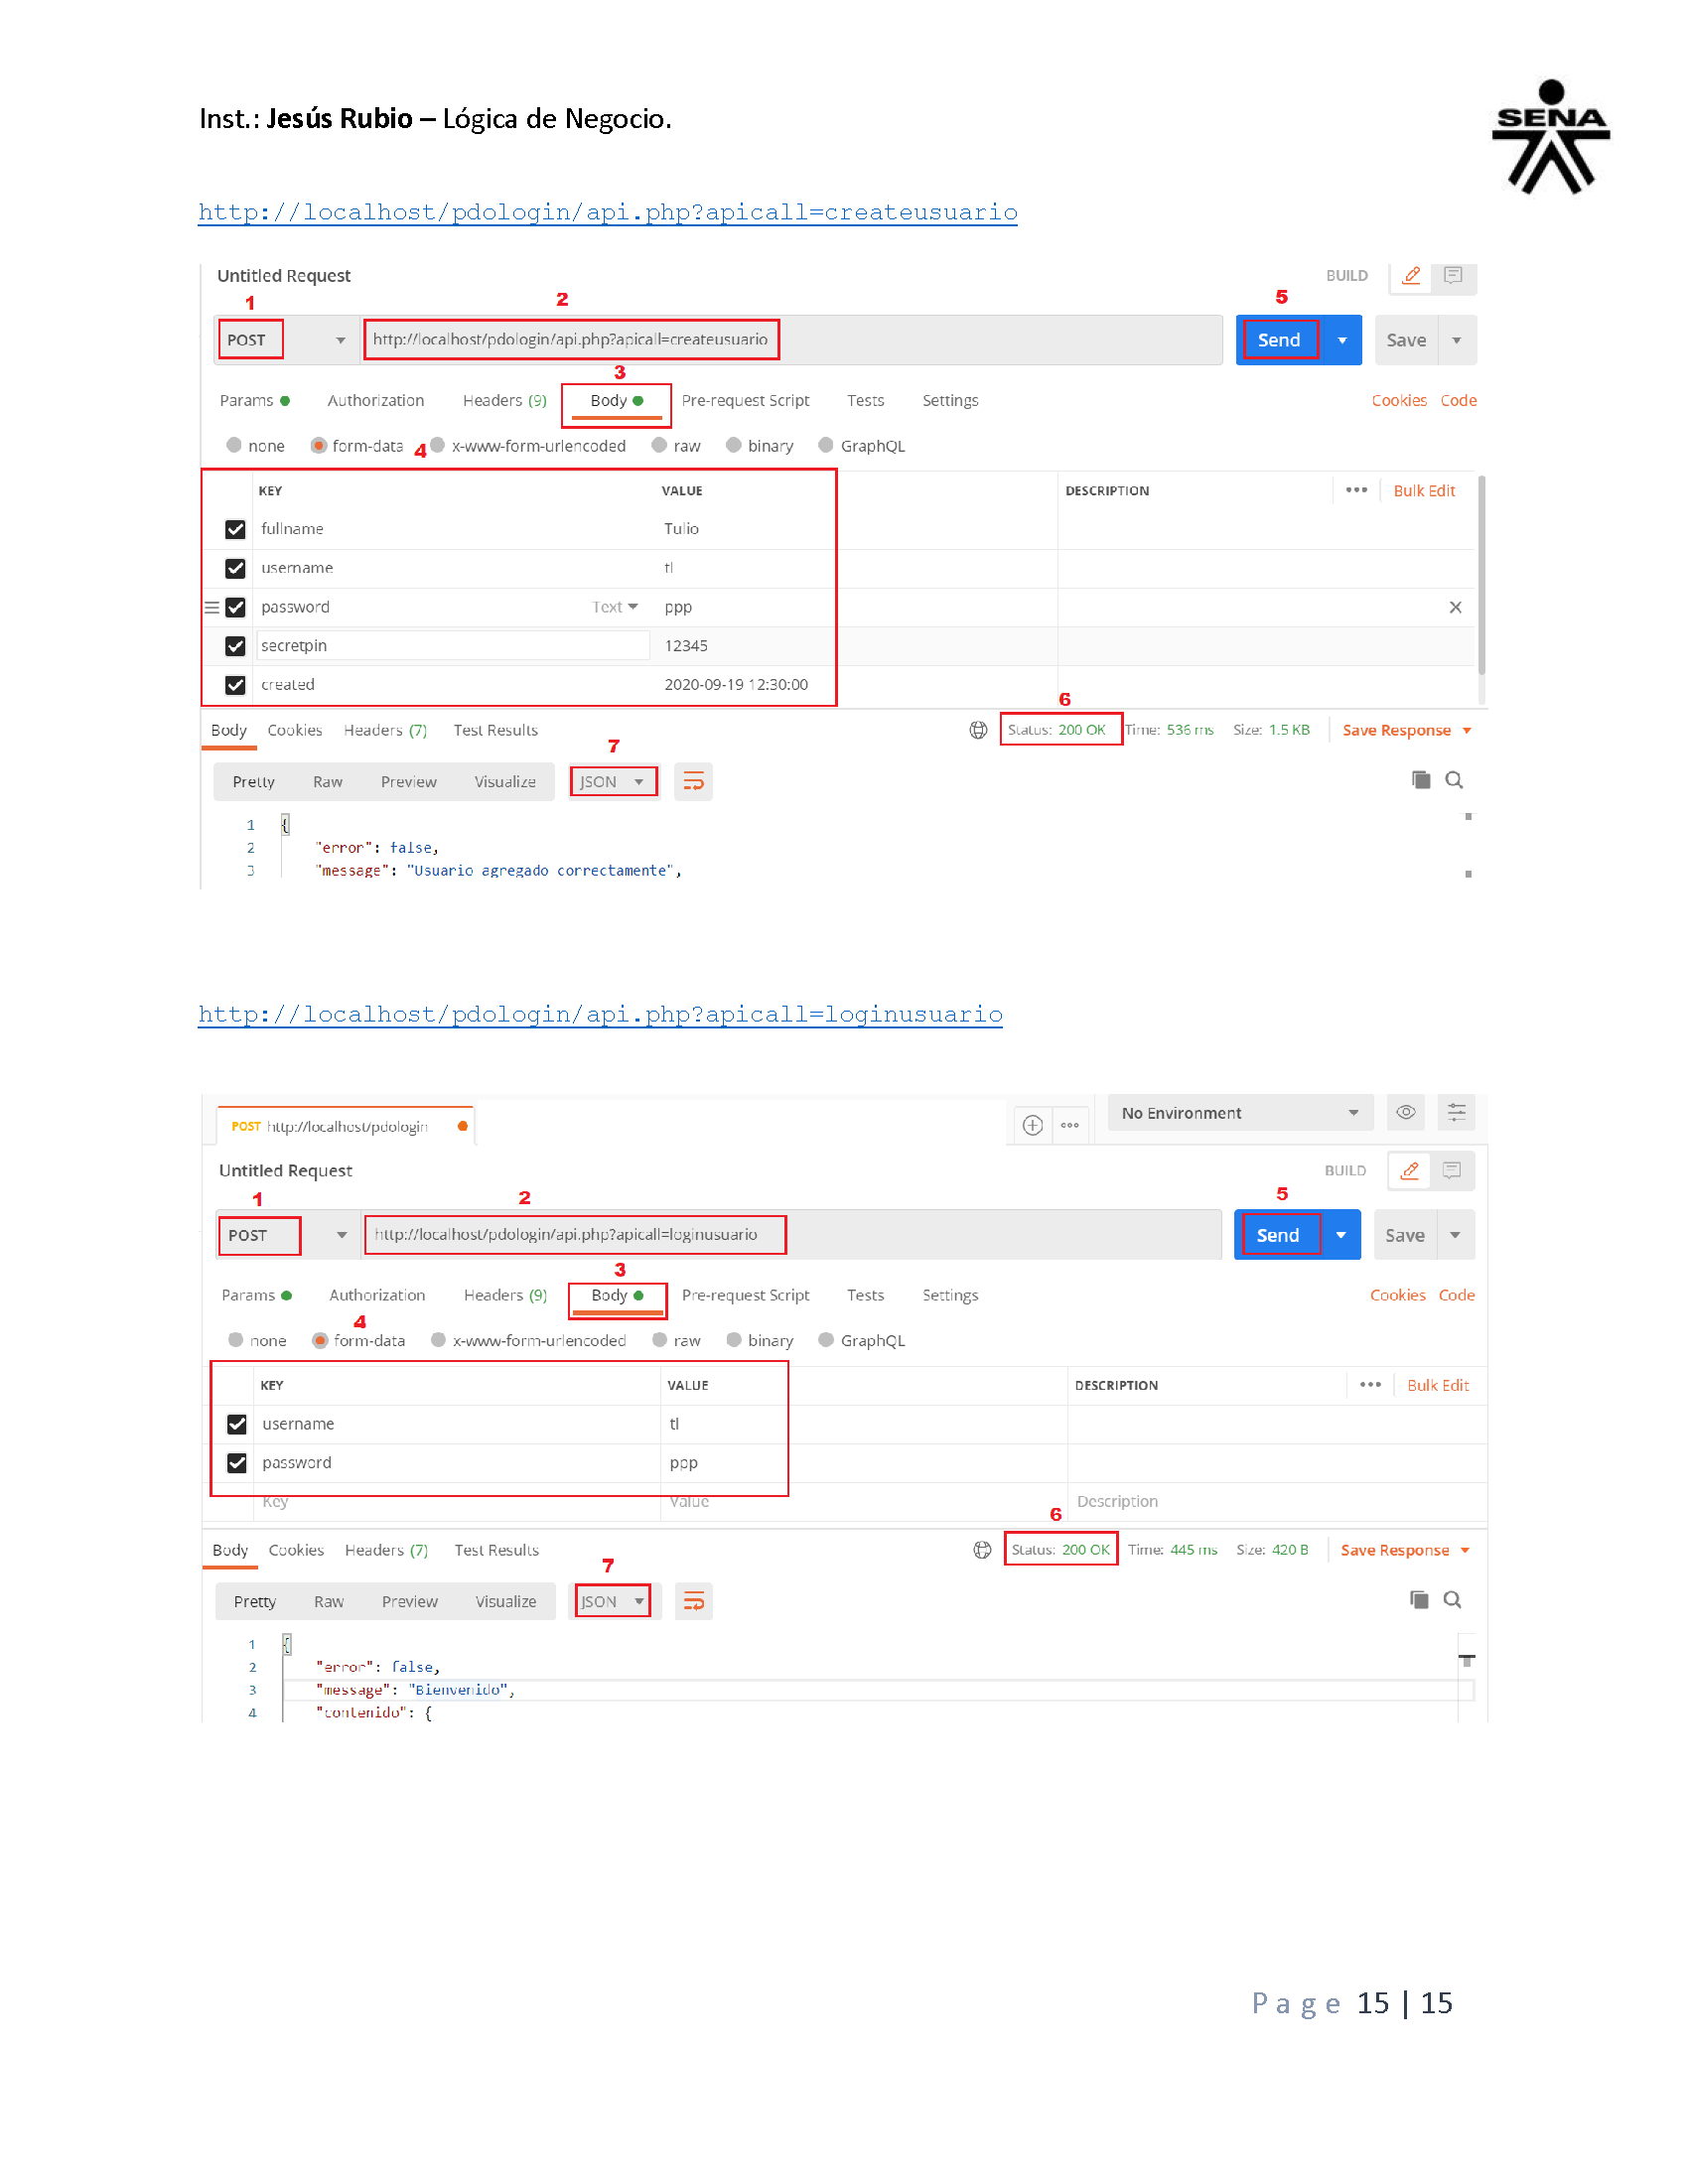 Inst.: Jesús Rubio – Lógica de Negocio.
SENA
http://localhost/pdologin/api.php?apicall=createusuario
Untitled Request
BUILD
1
2
5
POST
http://localhost/pdologin/api.php?apicall=createusuario
Send
Save
3
Params
Authorization
Headers (9)
Body
Pre-request Script
Tests
Settings
Cookies
Code
none
form-data
4
x-www-form-urlencoded
raw
binary
GraphQL
KEY
VALUE
DESCRIPTION
Bulk Edit
fullname
Tulio
username
tl
password
Text
ppp
secretpin
12345
created
2020-09-19 12:30:00
6
Body
Cookies
Headers (7)
Test Results
Status: 200 OK
Time: 536 ms
Size: 1.5 KB
Save Response
7
Pretty
Raw
Preview
Visualize
JSON
1 {
2 "error": false,
3 "message": "Usuario agregado correctamente",
http://localhost/pdologin/api.php?apicall=loginusuario
POST http://localhost/pdologin
No Environment
Untitled Request
BUILD
1
2
5
POST
http://localhost/pdologin/api.php?apicall=loginusuario
Send
Save
3
Params
Authorization
Headers (9)
Body
Pre-request Script
Tests
Settings
Cookies
Code
4
none
form-data
x-www-form-urlencoded
raw
binary
GraphQL
KEY
VALUE
DESCRIPTION
Bulk Edit
username
tl
password
ppp
Key
Value
Description
6
Body
Cookies
Headers (7)
Test Results
Status: 200 OK
Time: 445 ms
Size: 420 B
Save Response
7
Pretty
Raw
Preview
Visualize
JSON
1 {
2 "error": false,
3 "message": "Bienvenido",
4 "contenido": {
Page 15 | 15